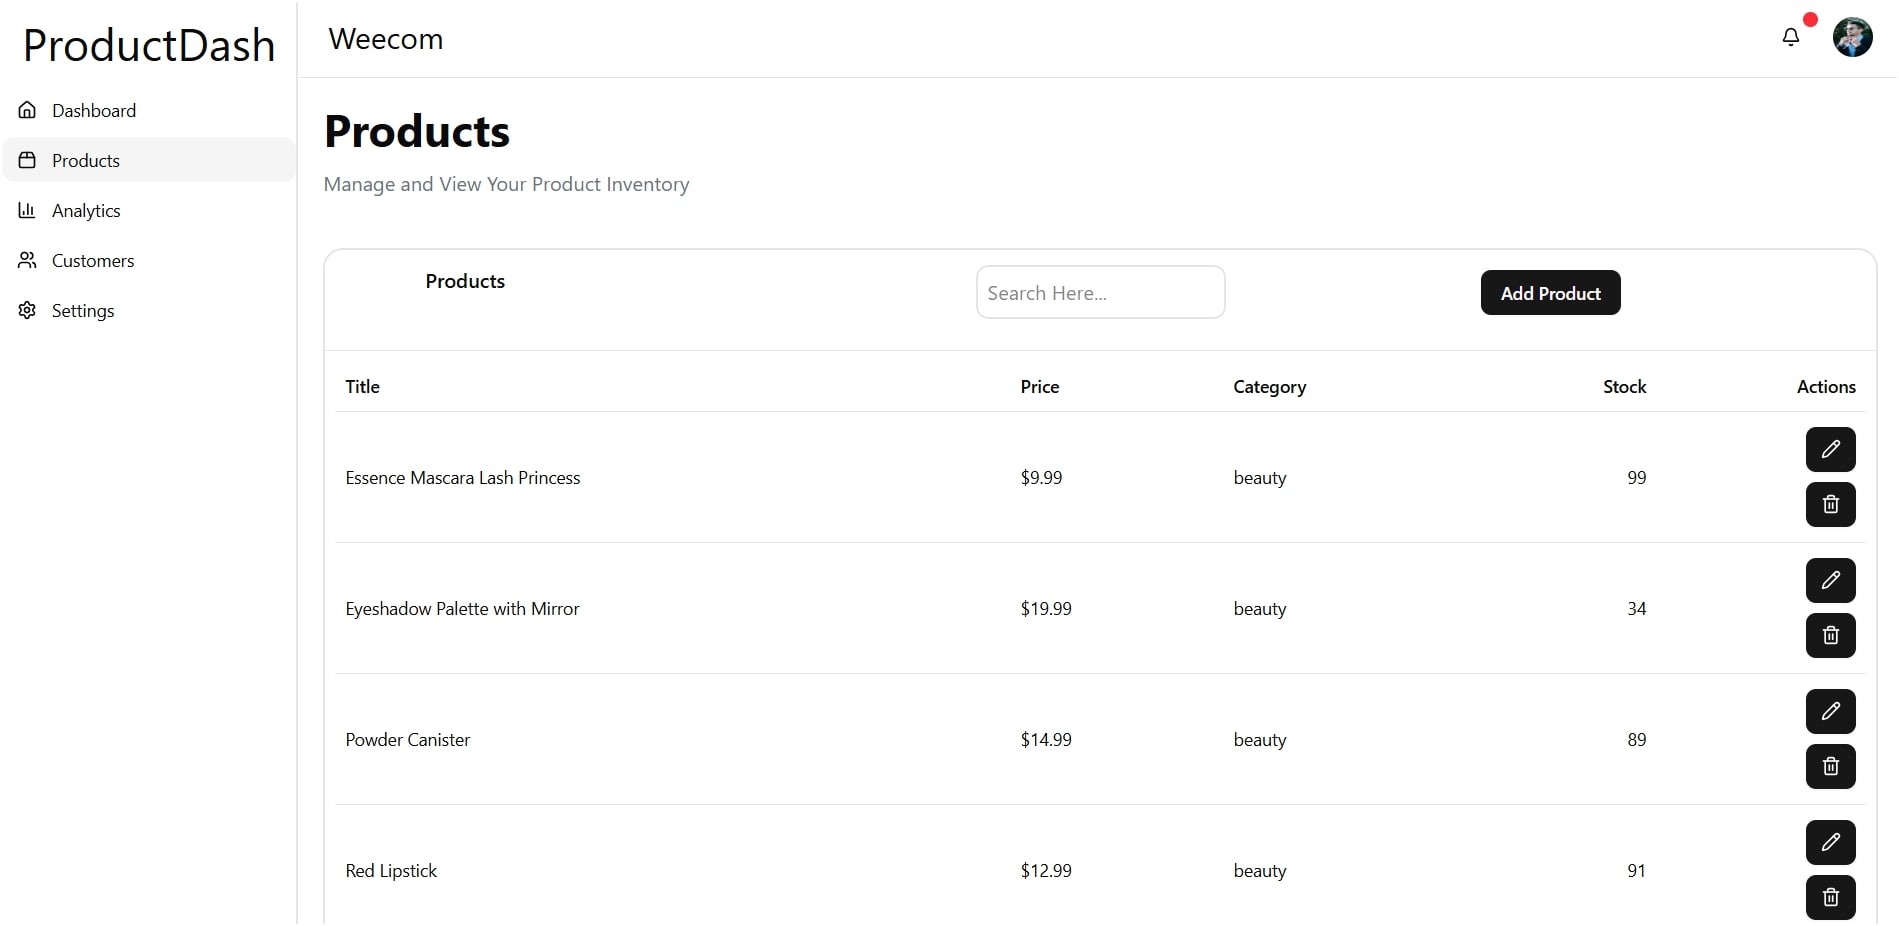 ProductDash
Dashboard
Products
Analytics
Customers
Settings
Weecom
Products
Manage and View Your Product Inventory
Products
Search Here...
Add Product
Title Price Category Stock Actions
Essence Mascara Lash Princess $9.99 beauty 99
Eyeshadow Palette with Mirror $19.99 beauty 34
Powder Canister $14.99 beauty 89
Red Lipstick $12.99 beauty 91